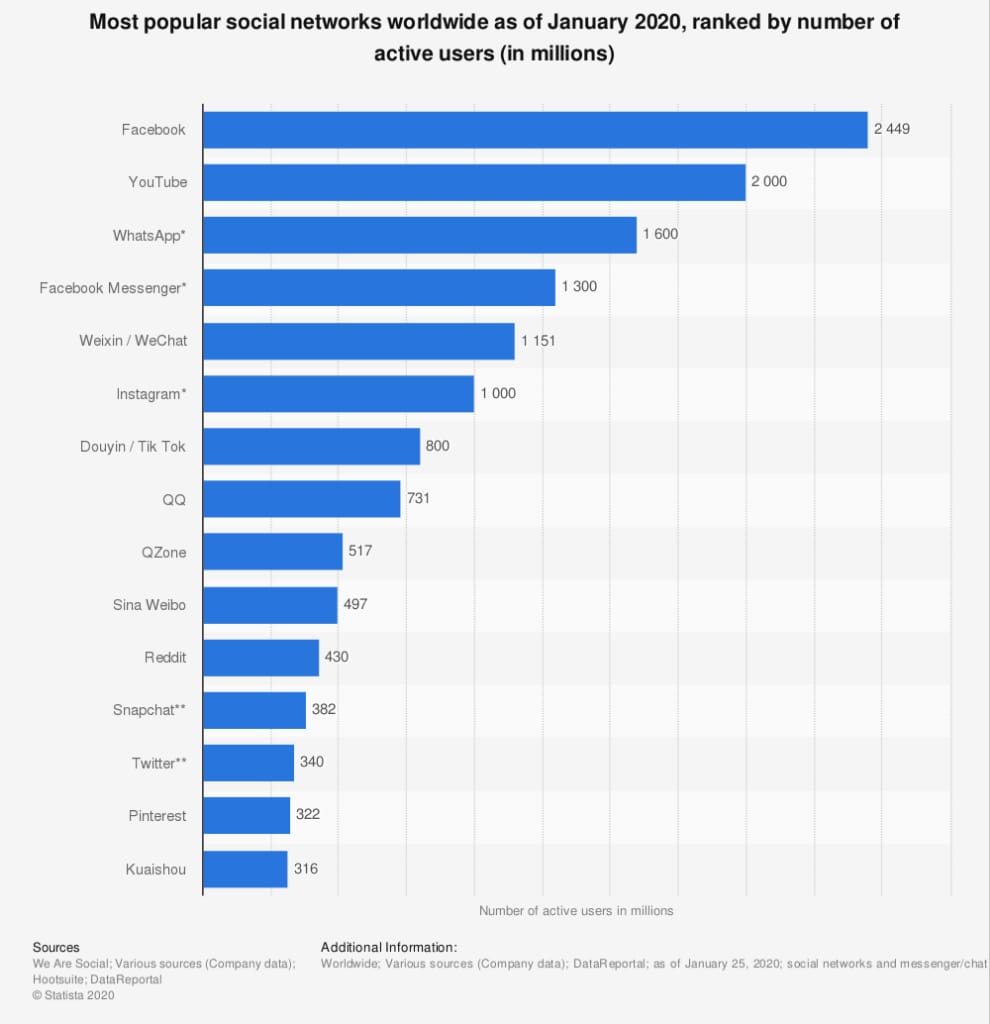 Most popular social networks worldwide as of January 2020, ranked by number of
active users (in millions)
Facebook 2 449
YouTube 2 000
WhatsApp* 1 600
Facebook Messenger* 1 300
Weixin / WeChat 1 151
Instagram* 1 000
Douyin / Tik Tok 800
QQ 731
QZone 517
Sina Weibo 497
Reddit 430
Snapchat** 382
Twitter** 340
Pinterest 322
Kuaishou 316
Number of active users in millions
Sources
We Are Social; Various sources (Company data);
Hootsuite; DataReportal
© Statista 2020
Additional Information:
Worldwide; Various sources (Company data); DataReportal; as of January 25, 2020; social networks and messenger/chat